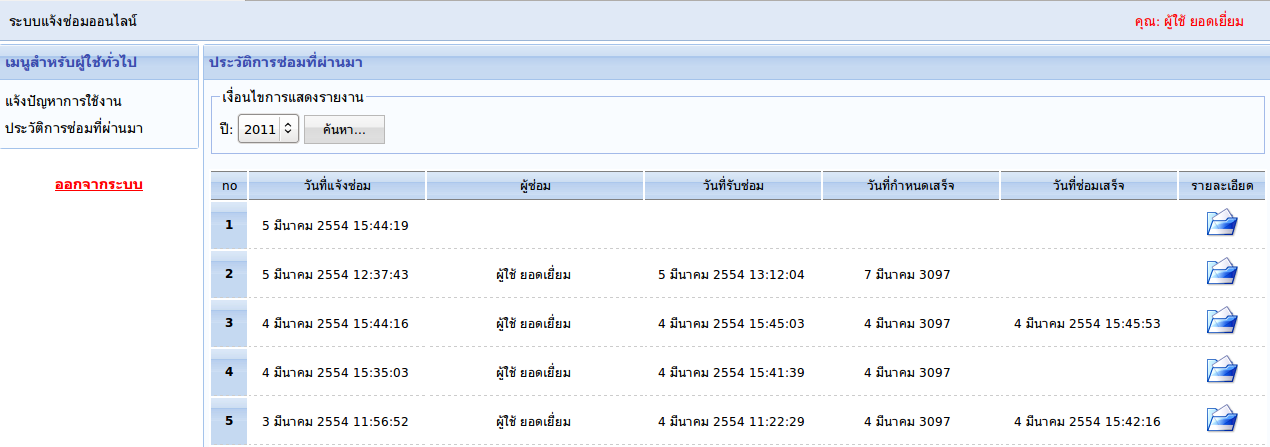 ระบบแจ้งซ่อมออนไลน์
คุณ: ผู้ใช้ ยอดเยี่ยม
เมนูสำหรับผู้ใช้ทั่วไป
แจ้งปัญหาการใช้งาน
ประวัติการซ่อมที่ผ่านมา
ออกจากระบบ
ประวัติการซ่อมที่ผ่านมา
เงื่อนไขการแสดงรายงาน
ปี: 2011 ค้นหา...
no วันที่แจ้งซ่อม ผู้ซ่อม วันที่รับซ่อม วันที่กำหนดเสร็จ วันที่ซ่อมเสร็จ รายละเอียด
1 5 มีนาคม 2554 15:44:19
2 5 มีนาคม 2554 12:37:43 ผู้ใช้ ยอดเยี่ยม 5 มีนาคม 2554 13:12:04 7 มีนาคม 3097
3 4 มีนาคม 2554 15:44:16 ผู้ใช้ ยอดเยี่ยม 4 มีนาคม 2554 15:45:03 4 มีนาคม 3097 4 มีนาคม 2554 15:45:53
4 4 มีนาคม 2554 15:35:03 ผู้ใช้ ยอดเยี่ยม 4 มีนาคม 2554 15:41:39 4 มีนาคม 3097
5 3 มีนาคม 2554 11:56:52 ผู้ใช้ ยอดเยี่ยม 4 มีนาคม 2554 11:22:29 4 มีนาคม 3097 4 มีนาคม 2554 15:42:16